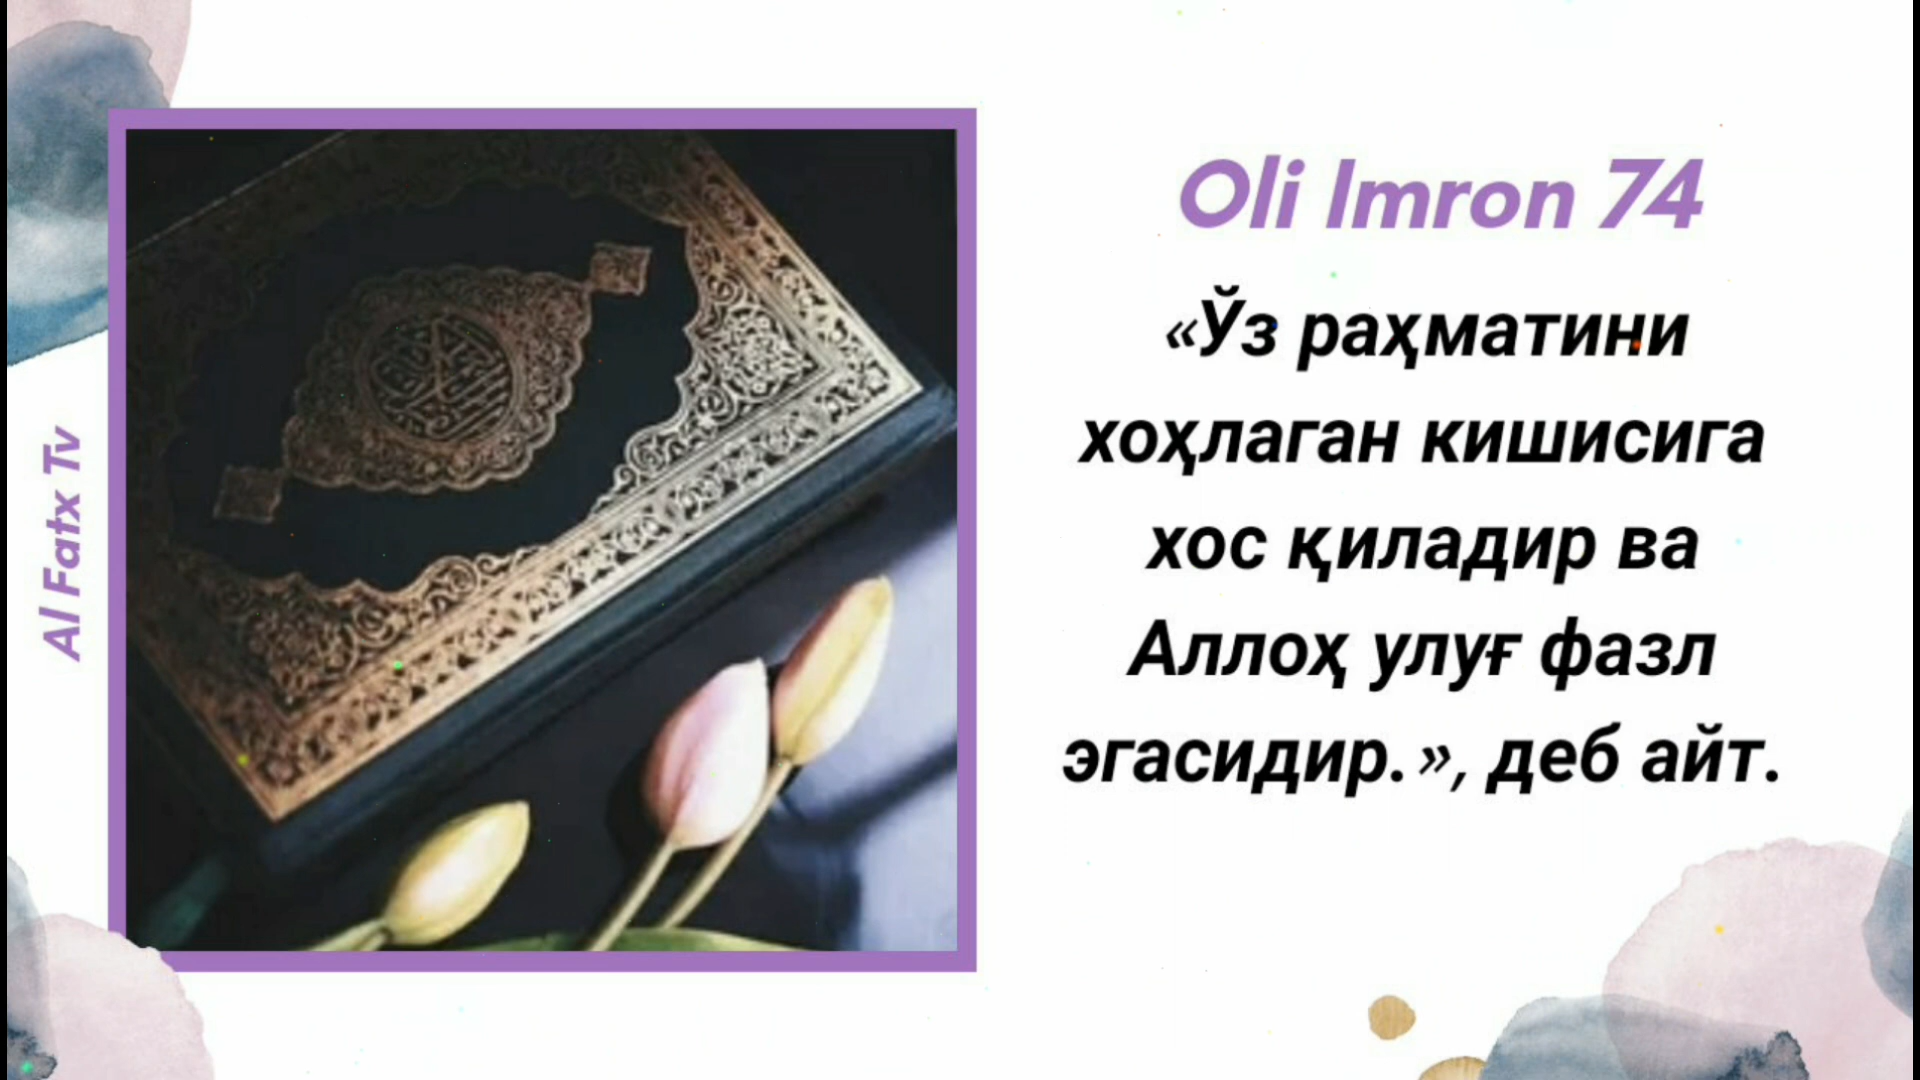 Al Fatx Tv
Oli Imron 74
«Ўз раҳматини
хоҳлаган кишисига
хос қиладир ва
Аллоҳ улуғ фазл
эгасидир.», деб айт.